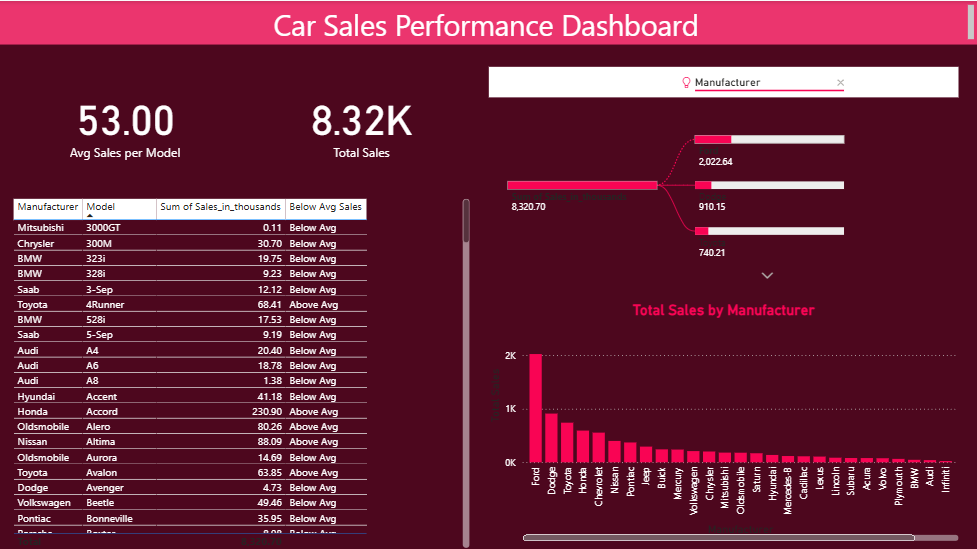 Car Sales Performance Dashboard
53.00
Avg Sales per Model
8.32K
Total Sales
Manufacturer
8,320.70
2,022.64
910.15
740.21
Manufacturer Model Sum of Sales_in_thousands Below Avg Sales
Mitsubishi 3000GT 0.11 Below Avg
Chrysler 300M 30.70 Below Avg
BMW 323i 19.75 Below Avg
BMW 328i 9.23 Below Avg
Saab 3-Sep 12.12 Below Avg
Toyota 4Runner 68.41 Above Avg
BMW 528i 17.53 Below Avg
Saab 5-Sep 9.19 Below Avg
Audi A4 20.40 Below Avg
Audi A6 18.78 Below Avg
Audi A8 1.38 Below Avg
Hyundai Accent 41.18 Below Avg
Honda Accord 230.90 Above Avg
Oldsmobile Alero 80.26 Above Avg
Nissan Altima 88.09 Above Avg
Oldsmobile Aurora 14.69 Below Avg
Toyota Avalon 63.85 Above Avg
Dodge Avenger 4.73 Below Avg
Volkswagen Beetle 49.46 Below Avg
Pontiac Bonneville 35.95 Below Avg
Total Sales by Manufacturer
2K
1K
0K
Ford
Dodge
Toyota
Honda
Chevrolet
Nissan
Pontiac
Jeep
Buick
Mercury
Volkswagen
Chrysler
Mitsubishi
Oldsmobile
Saturn
Hyundai
Mercedes-B
Cadillac
Lexus
Lincoln
Subaru
Acura
Volvo
Plymouth
BMW
Audi
Infiniti